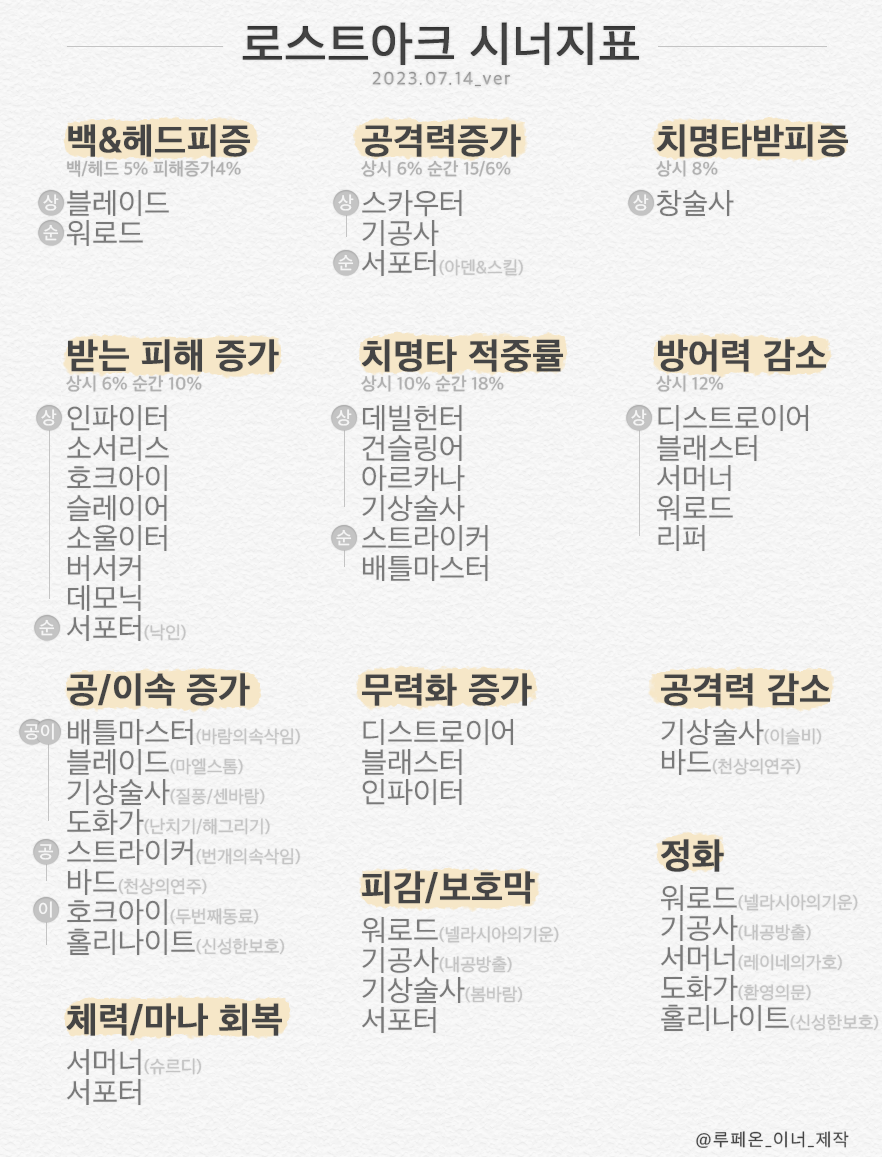 로스트아크 시너지표
2023.07.14_ver
백&헤드피증
백/헤드 5% 피해증가4%
상 블레이드
순 워로드
공격력증가
상시 6% 순간 15/6%
상 스카우터
기공사
순 서포터(아덴&스킬)
치명타받피증
상시 8%
상 창술사
받는 피해 증가
상시 6% 순간 10%
상 인파이터
소서리스
호크아이
슬레이어
소울이터
버서커
데모닉
순 서포터(낙인)
치명타 적중률
상시 10% 순간 18%
상 데빌헌터
건슬링어
아르카나
기상술사
순 스트라이커
배틀마스터
방어력 감소
상시 12%
상 디스트로이어
블래스터
서머너
워로드
리퍼
공/이속 증가
공이 배틀마스터(바람의속삭임)
블레이드(마엘스톰)
기상술사(질풍/센바람)
도화가(난치기/해그리기)
공 스트라이커(번개의속삭임)
바드(천상의연주)
이 호크아이(두번째동료)
홀리나이트(신성한보호)
무력화 증가
디스트로이어
블래스터
인파이터
공격력 감소
기상술사(이슬비)
바드(천상의연주)
피감/보호막
워로드(넬라시아의기운)
기공사(내공방출)
기상술사(봄바람)
서포터
정화
워로드(넬라시아의기운)
기공사(내공방출)
서머너(레이네의가호)
도화가(환영의문)
홀리나이트(신성한보호)
체력/마나 회복
서머너(슈르디)
서포터
@루페온_이너_제작